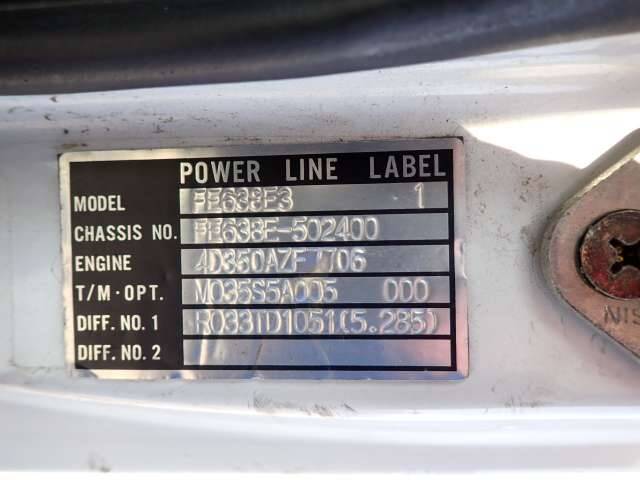 POWER LINE LABEL
MODEL FE638E3 1
CHASSIS NO. FE638E-502400
ENGINE
T/M·OPT. M035S5A005 000
DIFF. NO. 1 R033TD1051(5.285)
DIFF. NO. 2
NIS